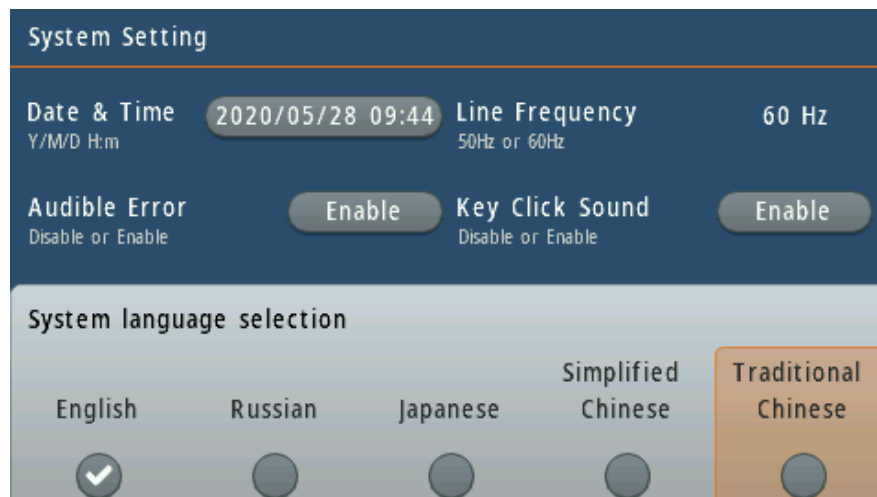 System Setting
Date & Time 2020/05/28 09:44 Line Frequency 60 Hz
Y/M/D H:m 50Hz or 60Hz
Audible Error Enable Key Click Sound Enable
Disable or Enable Disable or Enable
System language selection
English Russian Japanese Simplified Chinese Traditional Chinese